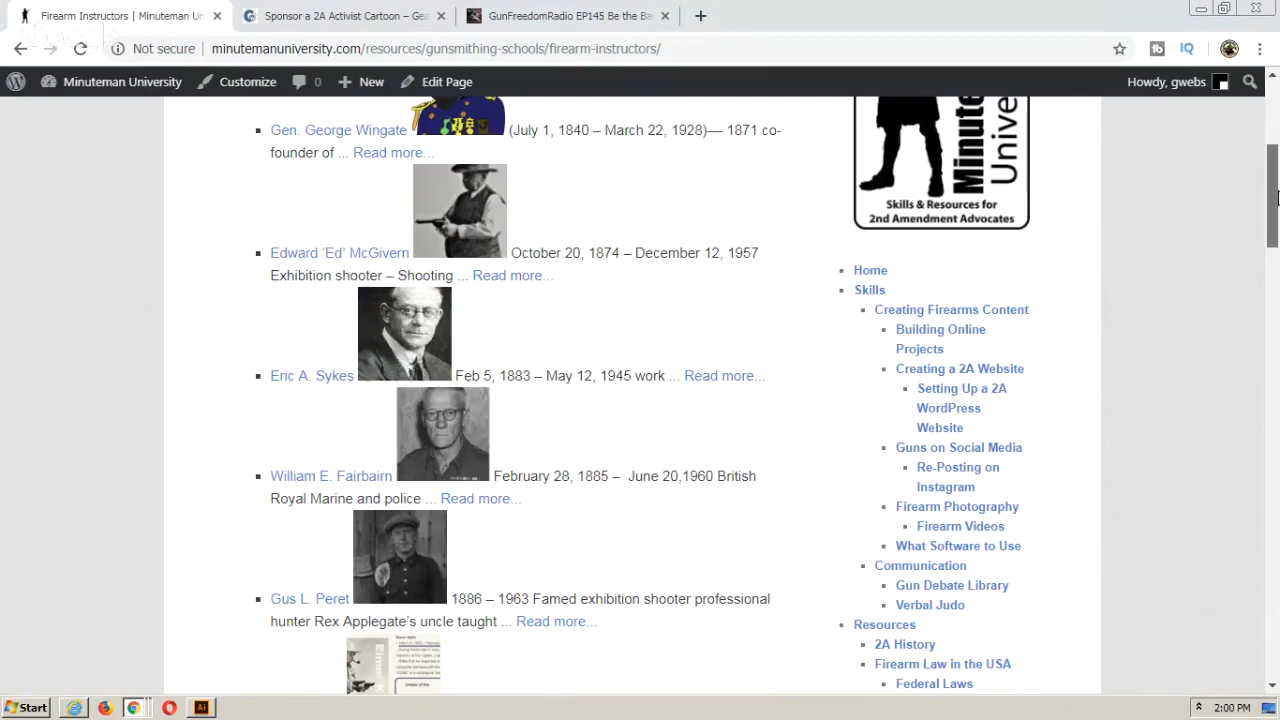 Firearm Instructors | Minuteman Un
Sponsor a 2A Activist Cartoon – Gea
GunFreedomRadio EP145 Be the Ba
Not secure | minutemanuniversity.com/resources/gunsmithing-schools/firearm-instructors/
Minuteman University Customize 0 New Edit Page Howdy, gwebs
Gen. George Wingate (July 1, 1840 – March 22, 1928)— 1871 co-
founder of ... Read more...
Edward 'Ed' McGivern October 20, 1874 – December 12, 1957
Exhibition shooter – Shooting ... Read more...
Eric A. Sykes Feb 5, 1883 – May 12, 1945 work ... Read more...
William E. Fairbairn February 28, 1885 – June 20,1960 British
Royal Marine and police ... Read more...
Gus L. Peret 1886 – 1963 Famed exhibition shooter professional
hunter Rex Applegate's uncle taught ... Read more...
Minute
Unive
Skills & Resources for
2nd Amendment Advocates
Home
Skills
Creating Firearms Content
Building Online
Projects
Creating a 2A Website
Setting Up a 2A
WordPress
Website
Guns on Social Media
Re-Posting on
Instagram
Firearm Photography
Firearm Videos
What Software to Use
Communication
Gun Debate Library
Verbal Judo
Resources
2A History
Firearm Law in the USA
Federal Laws
Start
2:00 PM